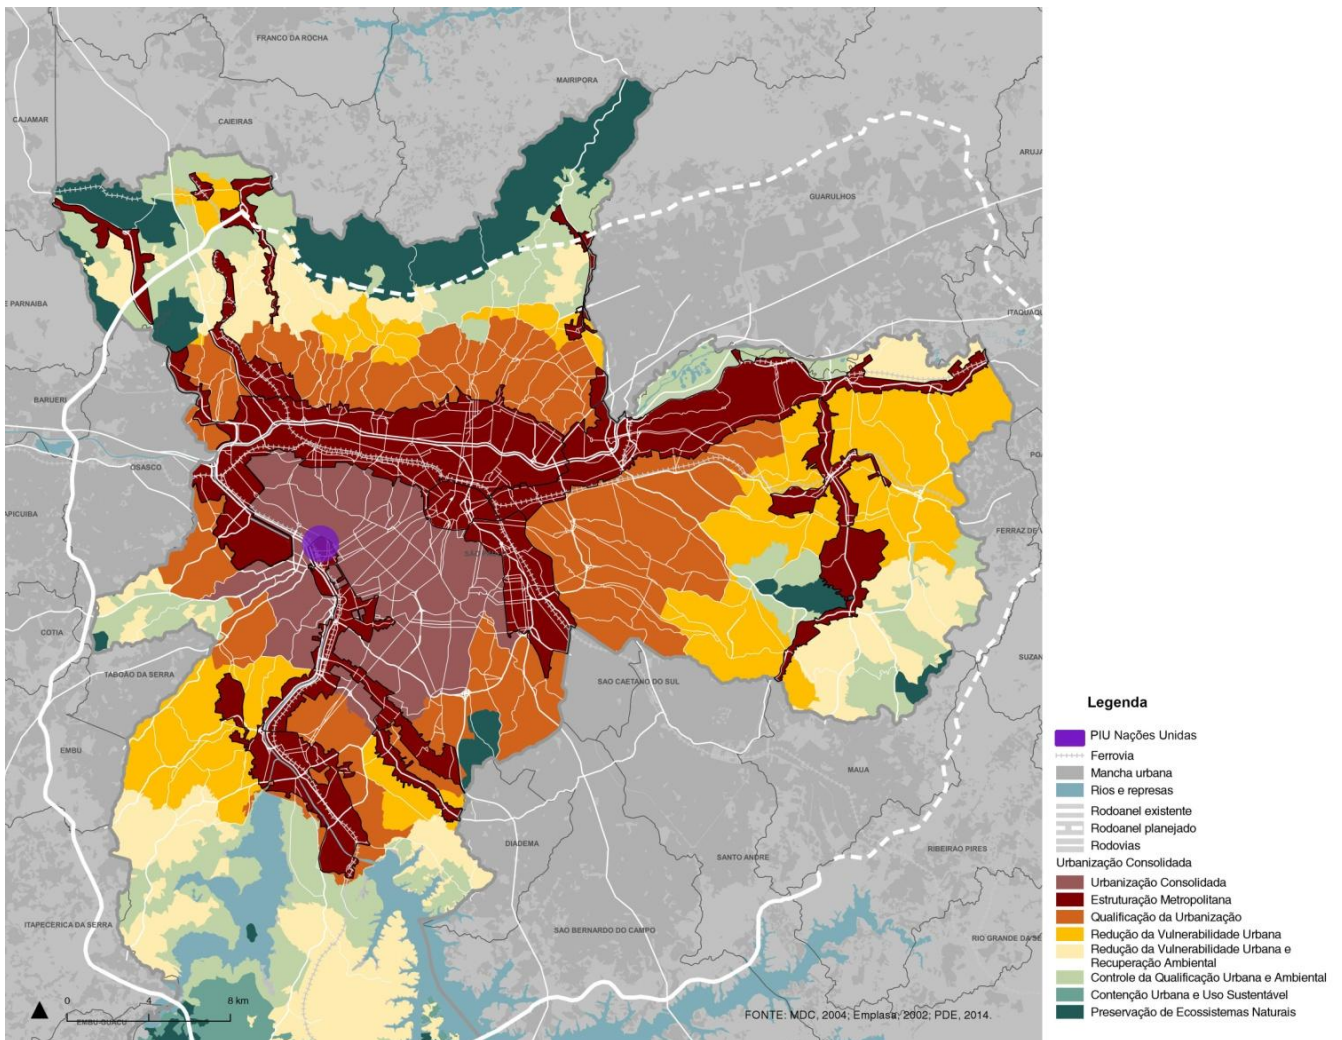 FRANCO DA ROCHA
MAIRIPORA
CAJAMAR
CAIEIRAS
ARUJA
GUARULHOS
E PARNAIBA
ITAQUAQU
BARUERI
OSASCO
PO
APICUIBA
FERRAZ DE V
COTIA
TABOÃO DA SERRA
SUZAN
SAO CAETANO DO SUL
EMBU
MAUA
DIADEMA
SANTO ANDRE
RIBEIRAO PIRES
ITAPECERICA DA SERRA
SAO BERNARDO DO CAMPO
RIO GRANDE DA SE
0 4 8 km
EMBU-GUACU
FONTE: MDC, 2004; Emplasa, 2002; PDE, 2014.
Legenda
PIU Nações Unidas
Ferrovia
Mancha urbana
Rios e represas
Rodoanel existente
Rodoanel planejado
Rodovias
Urbanização Consolidada
Urbanização Consolidada
Estruturação Metropolitana
Qualificação da Urbanização
Redução da Vulnerabilidade Urbana
Redução da Vulnerabilidade Urbana e
Recuperação Ambiental
Controle da Qualificação Urbana e Ambiental
Contenção Urbana e Uso Sustentável
Preservação de Ecossistemas Naturais